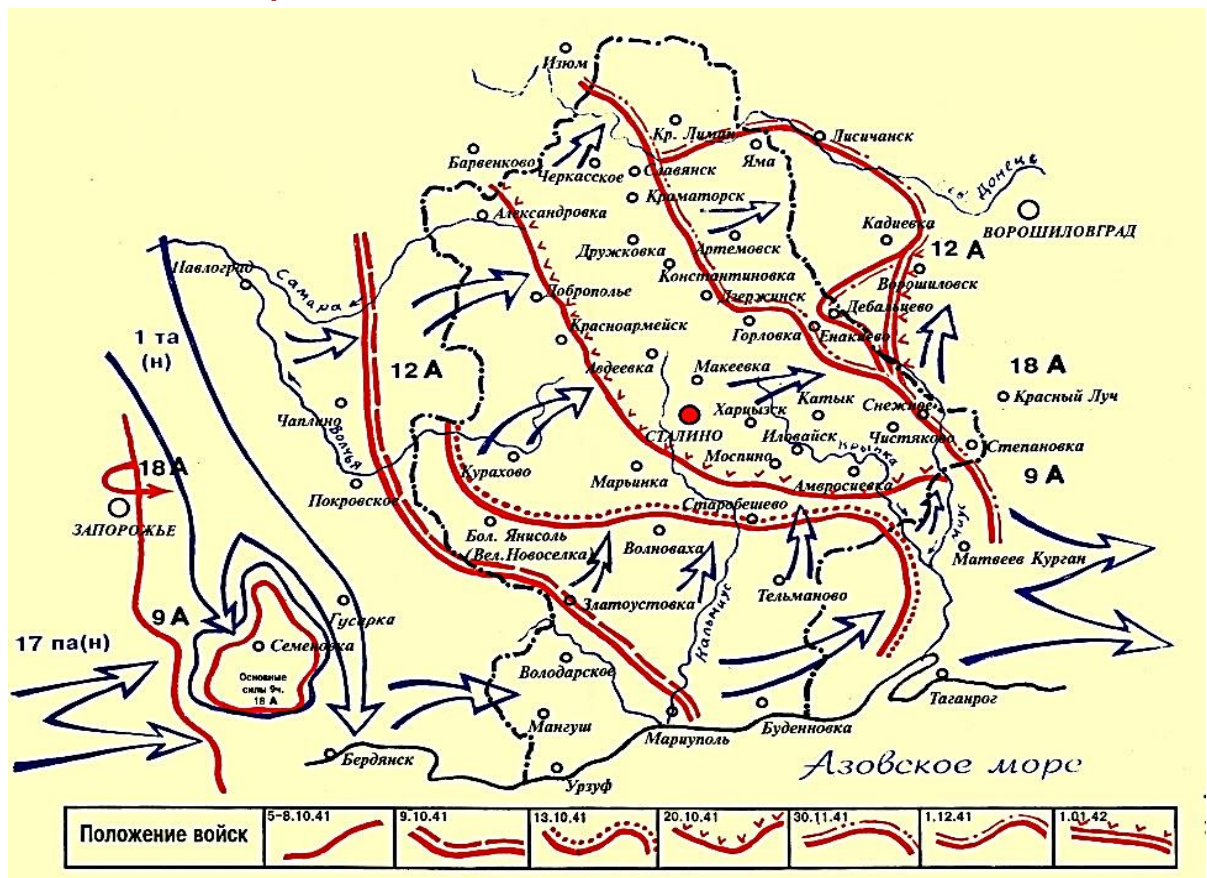 Изюм
Кр. Лиман
Лисичанск
Яма
Барвенково
Черкасское
Славянск
Краматорск
св. Донець
Александровка
Кадиевка
ВОРОШИЛОВГРАД
12 А
Дружковка
Артемовск
Павлоград
Самара
Константиновка
Ворошиловск
Доброполье
Дзержинск
Дебальцево
1 та
(н)
Красноармейск
Горловка
Енакиево
12 А
Авдеевка
Макеевка
18 А
Красный Луч
Чаплино
Волчья
Харцызск
Катык
Снежное
СТАЛИНО
Иловайск
Крынка
Чистяково
Степановка
18 А
Курахово
Моспино
Марьинка
Амвросиевка
9 А
Покровское
ЗАПОРОЖЬЕ
Старобешево
Бол. Янисоль
(Вел.Новоселка)
Волноваха
Миус
Матвеев Курган
Златоустовка
Тельманово
Кальмиус
9 А
Гусарка
17 па(н)
Семеновка
Основные
силы 9ч.
18 А
Володарское
Таганрог
Мангуш
Мариуполь
Буденновка
Бердянск
Урзуф
Азовское море
Положение войск
5-8.10.41
9.10.41
13.10.41
20.10.41
30.11.41
1.12.41
1.01.42